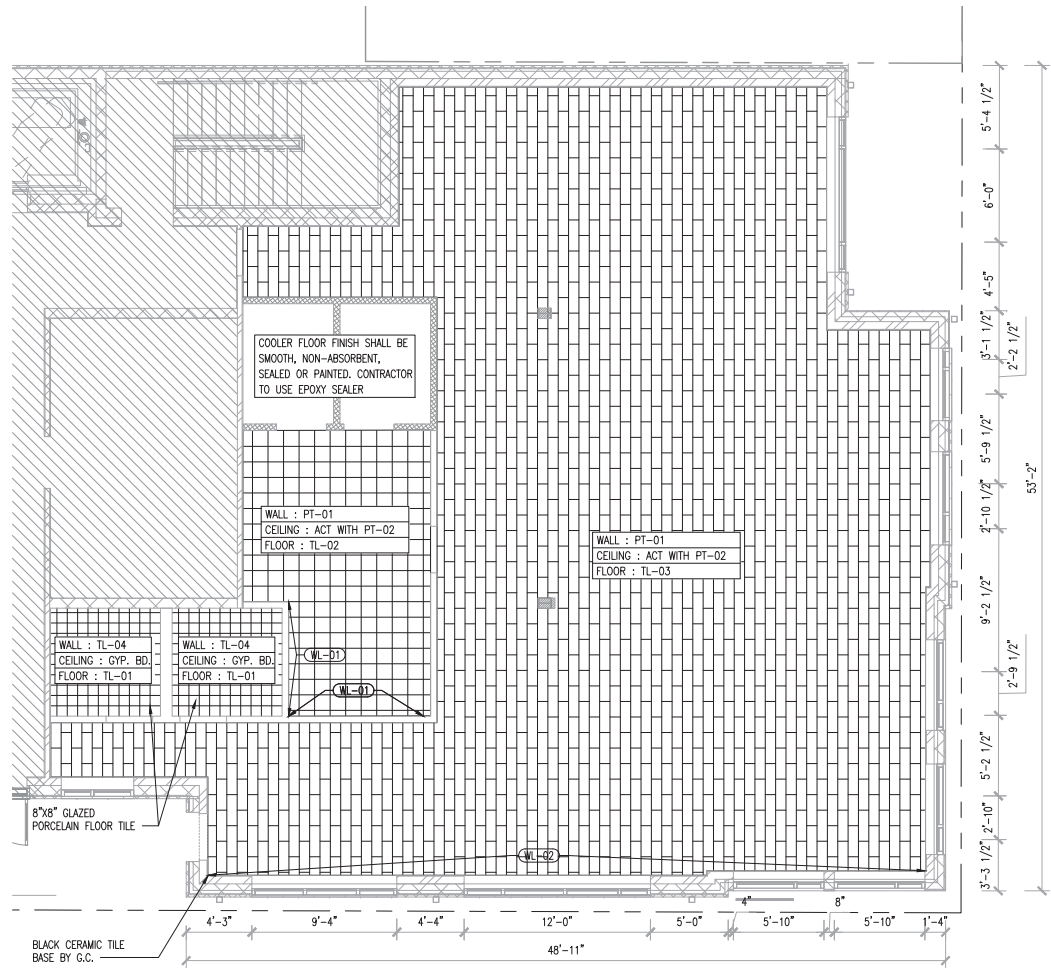 5'-4 1/2"
6'-0"
4'-5"
3'-1 1/2"
2'-2 1/2"
COOLER FLOOR FINISH SHALL BE
SMOOTH, NON-ABSORBENT,
SEALED OR PAINTED. CONTRACTOR
TO USE EPOXY SEALER
5'-9 1/2"
53'-2"
2'-10 1/2"
WALL : PT-01
CEILING : ACT WITH PT-02
FLOOR : TL-02
WALL : PT-01
CEILING : ACT WITH PT-02
FLOOR : TL-03
9'-2 1/2"
WALL : TL-04
CEILING : GYP. BD.
FLOOR : TL-01
WALL : TL-04
CEILING : GYP. BD.
FLOOR : TL-01
WL-01
WL-01
2'-9 1/2"
5'-2 1/2"
8"X8" GLAZED
PORCELAIN FLOOR TILE
2'-10"
WL-02
3'-3 1/2"
4" 8"
4'-3" 9'-4" 4'-4" 12'-0" 5'-0" 5'-10" 5'-10" 1'-4"
BLACK CERAMIC TILE
BASE BY G.C.
48'-11"